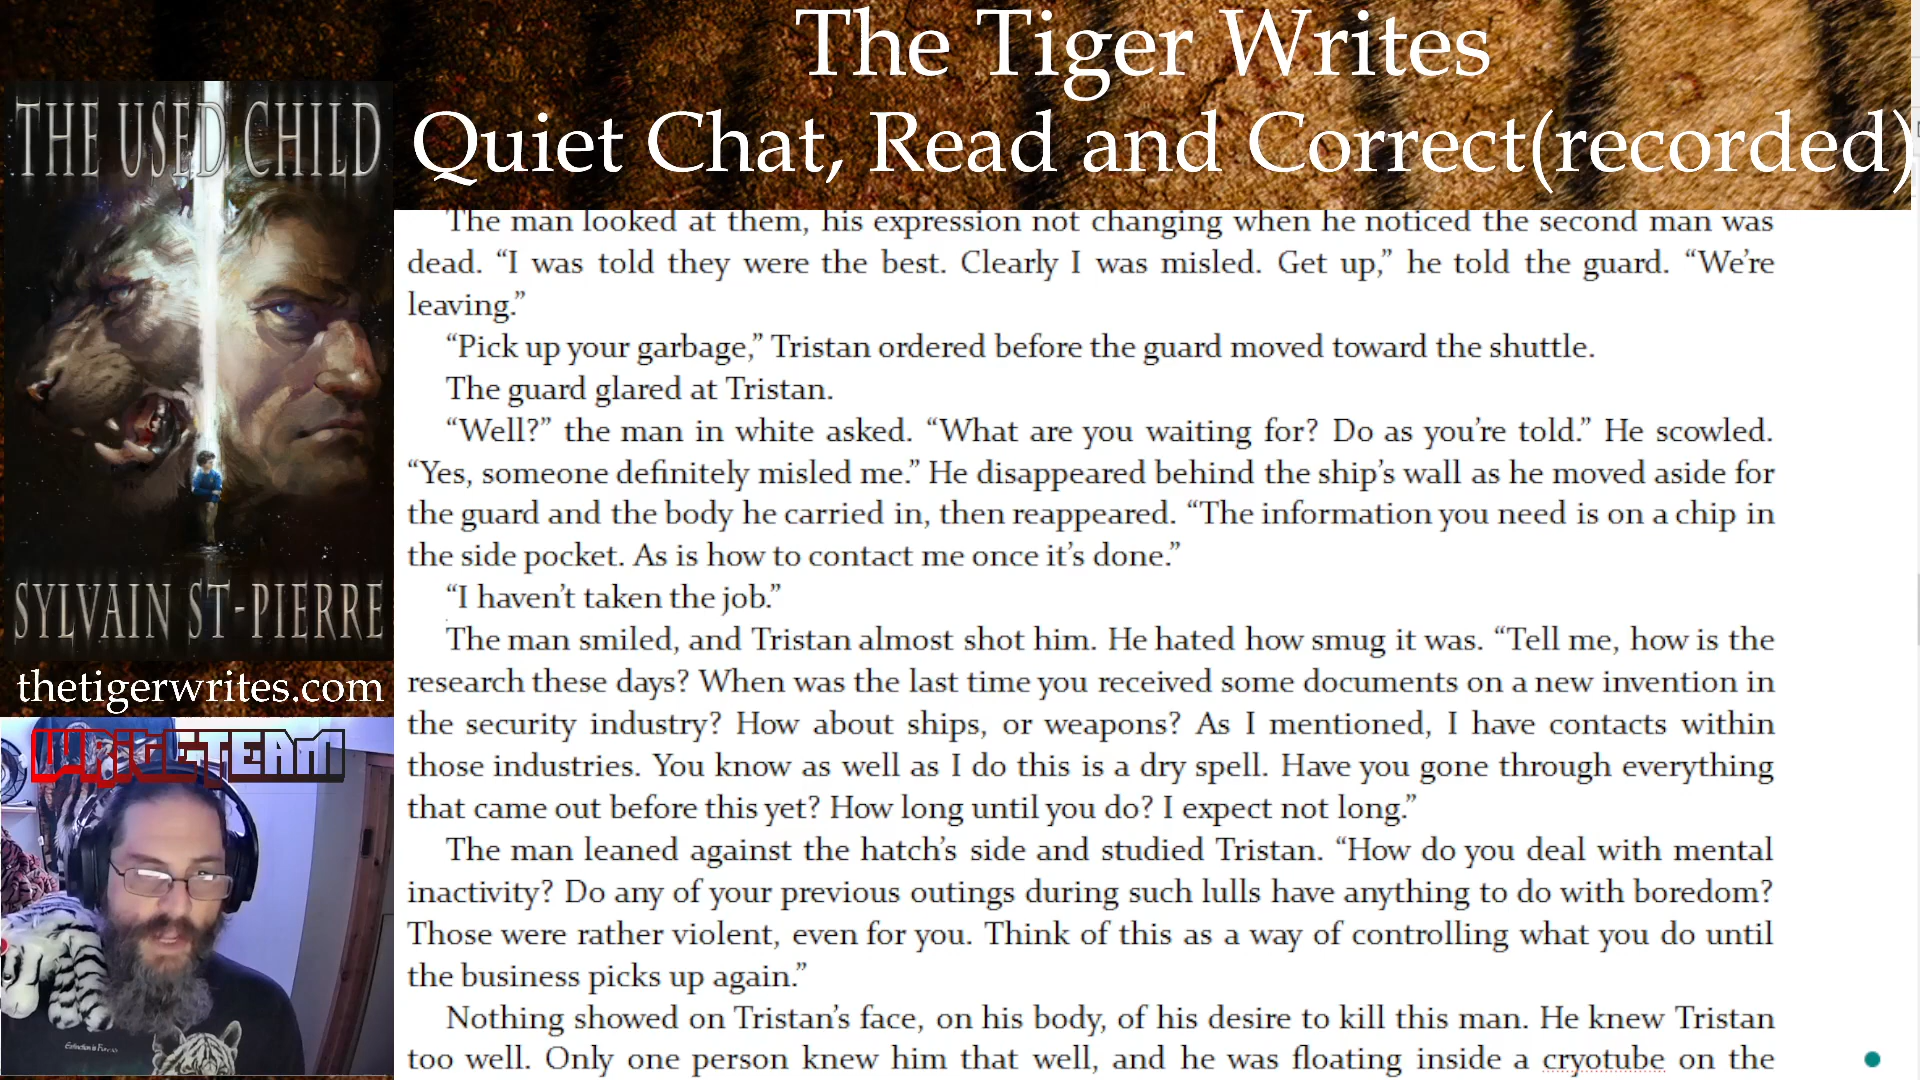 The Tiger Writes
Quiet Chat, Read and Correct(recorded)
THE USED CHILD
SYLVAIN ST-PIERRE
thetigerwrites.com
WRITETEAM
The man looked at them, his expression not changing when he noticed the second man was
dead. “I was told they were the best. Clearly I was misled. Get up,” he told the guard. “We’re
leaving.”
“Pick up your garbage,” Tristan ordered before the guard moved toward the shuttle.
The guard glared at Tristan.
“Well?” the man in white asked. “What are you waiting for? Do as you’re told.” He scowled.
“Yes, someone definitely misled me.” He disappeared behind the ship’s wall as he moved aside for
the guard and the body he carried in, then reappeared. “The information you need is on a chip in
the side pocket. As is how to contact me once it’s done.”
“I haven’t taken the job.”
The man smiled, and Tristan almost shot him. He hated how smug it was. “Tell me, how is the
research these days? When was the last time you received some documents on a new invention in
the security industry? How about ships, or weapons? As I mentioned, I have contacts within
those industries. You know as well as I do this is a dry spell. Have you gone through everything
that came out before this yet? How long until you do? I expect not long.”
The man leaned against the hatch’s side and studied Tristan. “How do you deal with mental
inactivity? Do any of your previous outings during such lulls have anything to do with boredom?
Those were rather violent, even for you. Think of this as a way of controlling what you do until
the business picks up again.”
Nothing showed on Tristan’s face, on his body, of his desire to kill this man. He knew Tristan
too well. Only one person knew him that well, and he was floating inside a cryotube on the